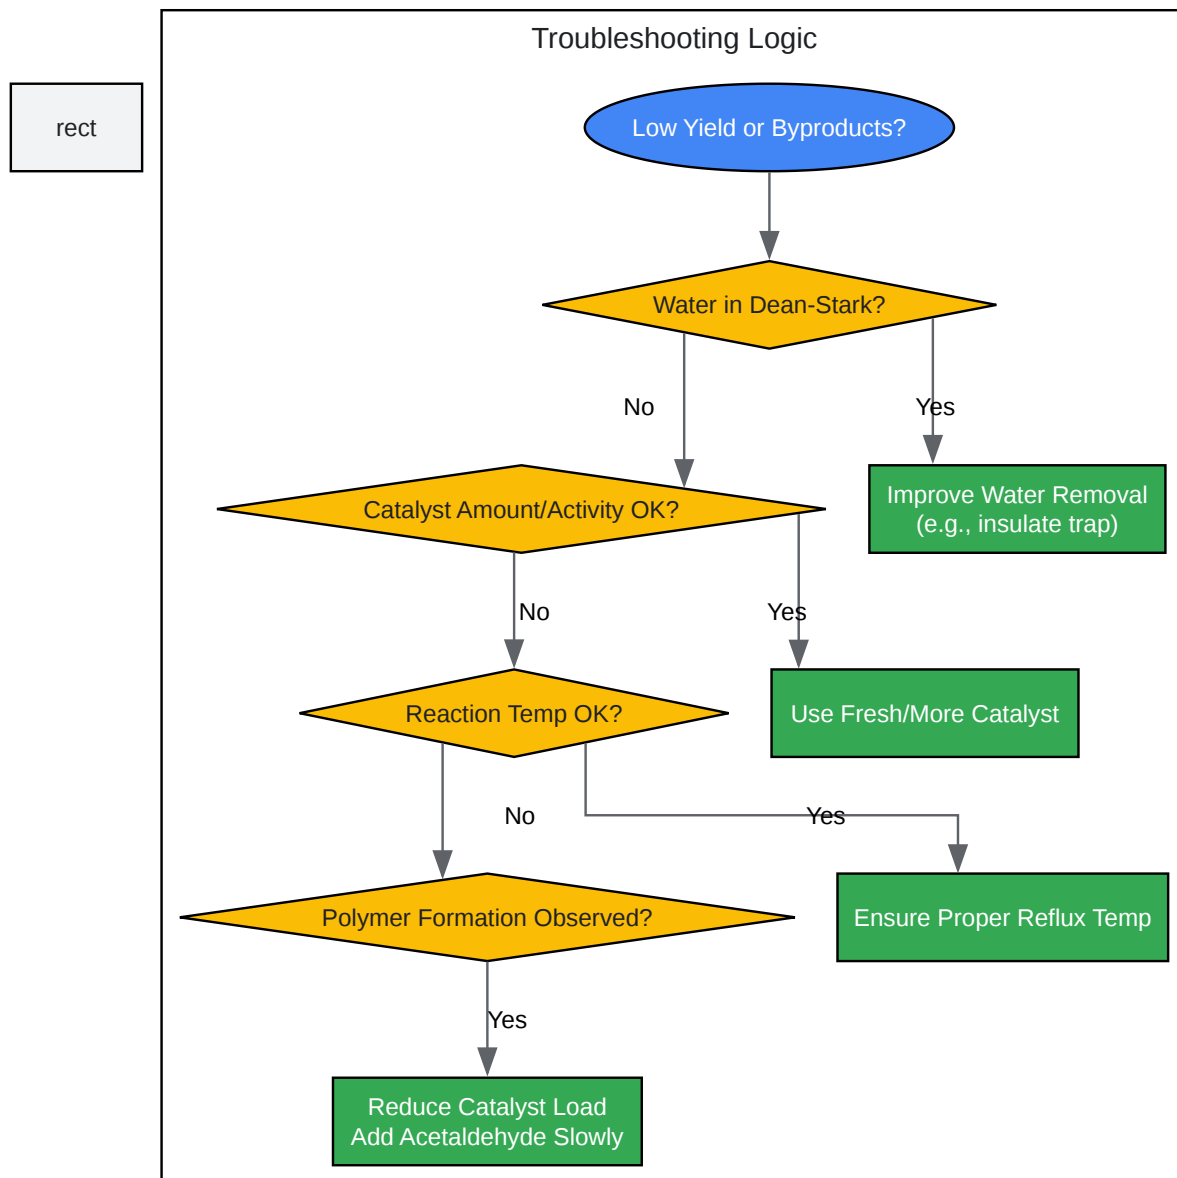 Troubleshooting Logic
rect
Low Yield or Byproducts?
Water in Dean-Stark?
No
Yes
Catalyst Amount/Activity OK?
Improve Water Removal
(e.g., insulate trap)
No
Yes
Reaction Temp OK?
Use Fresh/More Catalyst
No
Yes
Polymer Formation Observed?
Ensure Proper Reflux Temp
Yes
Reduce Catalyst Load
Add Acetaldehyde Slowly